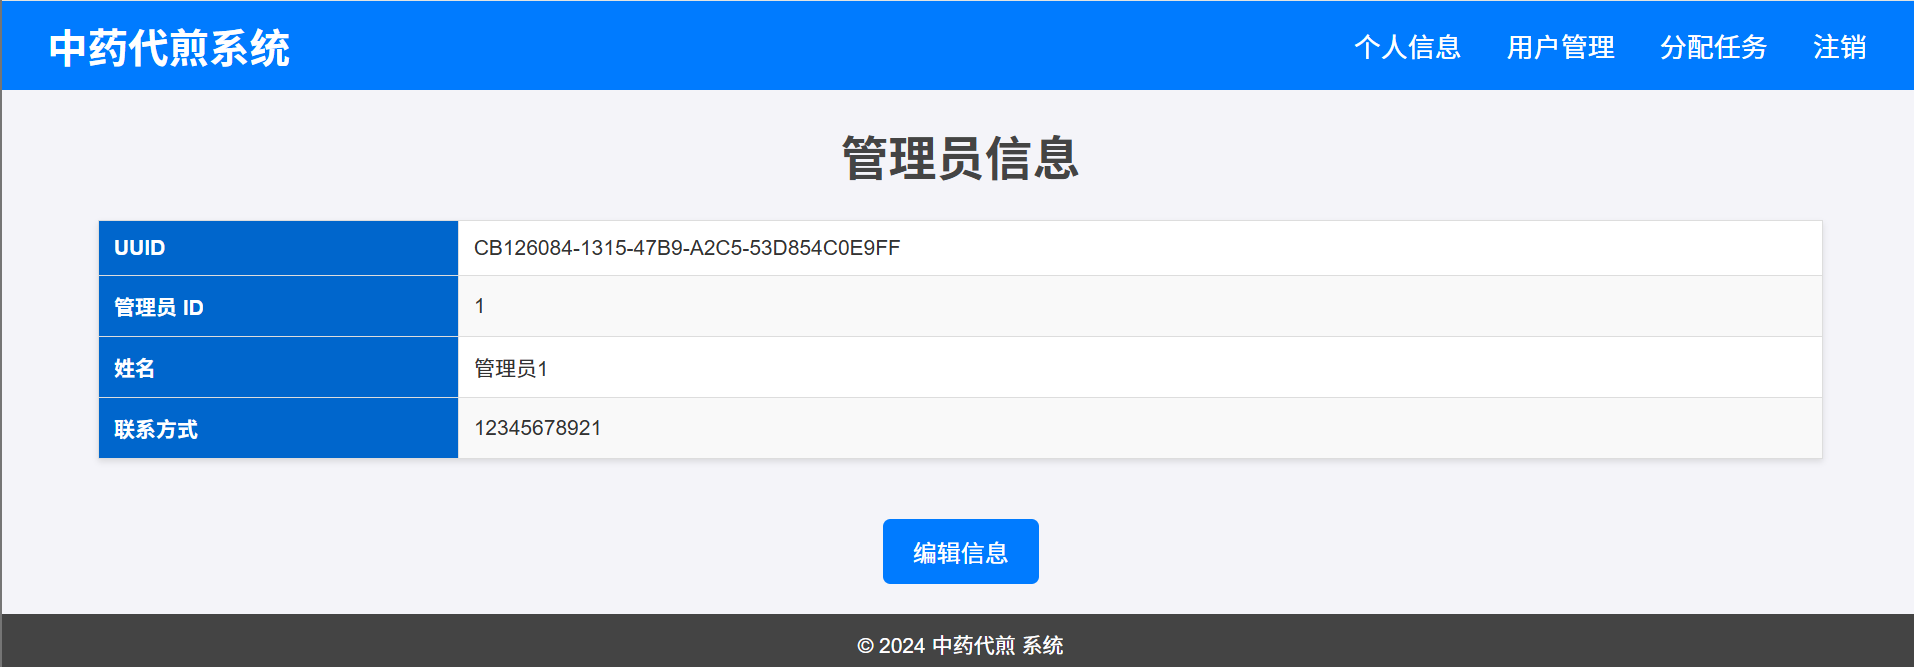 中药代煎系统
个人信息 用户管理 分配任务 注销
管理员信息
UUID CB126084-1315-47B9-A2C5-53D854C0E9FF
管理员 ID 1
姓名 管理员1
联系方式 12345678921
编辑信息
© 2024 中药代煎 系统